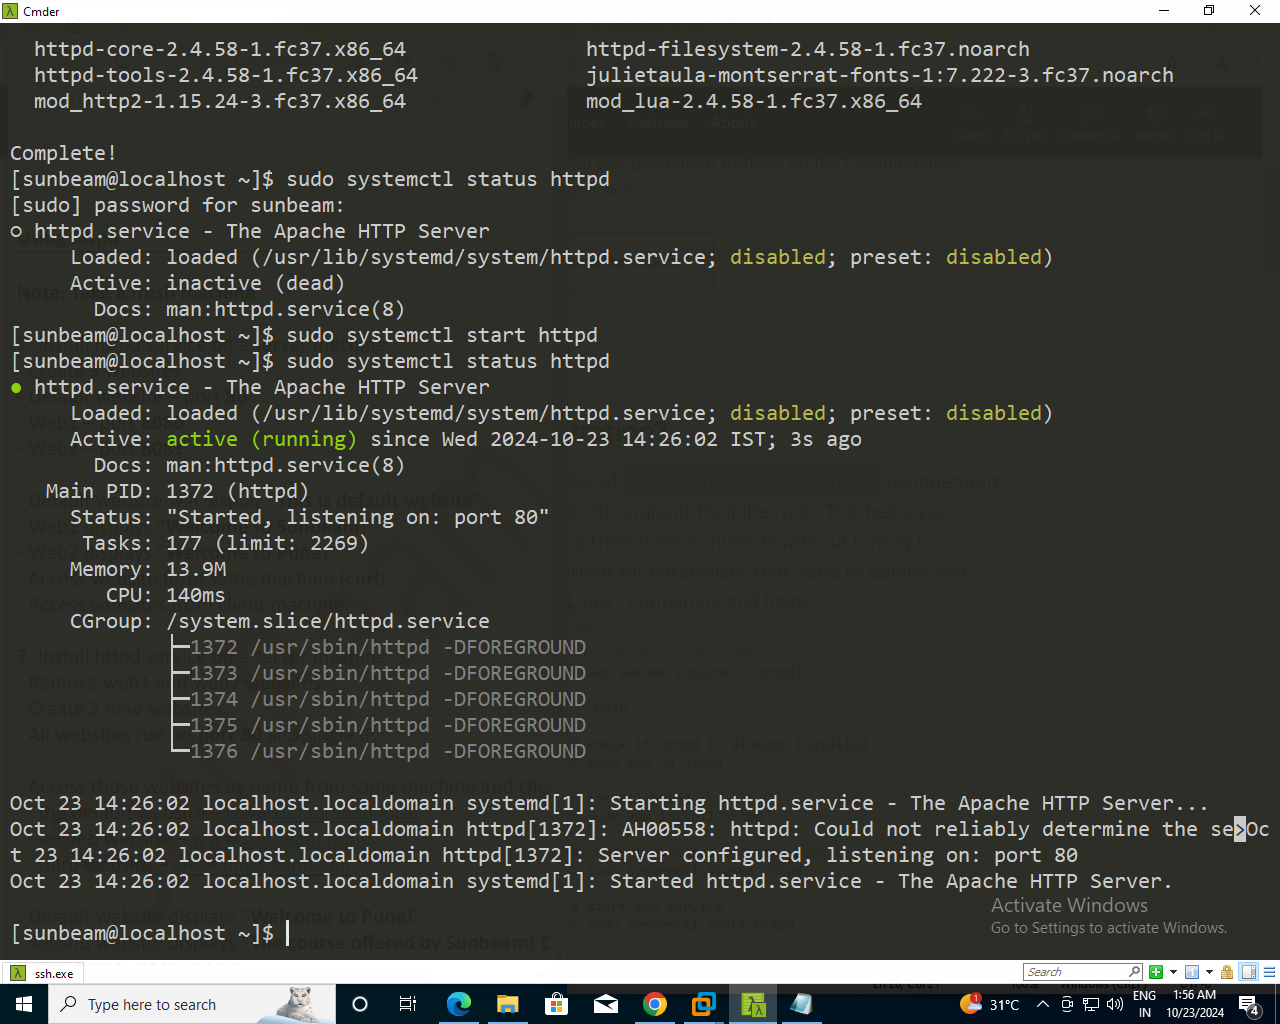 Cmder
httpd-core-2.4.58-1.fc37.x86_64 httpd-filesystem-2.4.58-1.fc37.noarch
httpd-tools-2.4.58-1.fc37.x86_64 julietaula-montserrat-fonts-1:7.222-3.fc37.noarch
mod_http2-1.15.24-3.fc37.x86_64 mod_lua-2.4.58-1.fc37.x86_64
Complete!
[sunbeam@localhost ~]$ sudo systemctl status httpd
[sudo] password for sunbeam:
○ httpd.service - The Apache HTTP Server
Loaded: loaded (/usr/lib/systemd/system/httpd.service; disabled; preset: disabled)
Active: inactive (dead)
Docs: man:httpd.service(8)
[sunbeam@localhost ~]$ sudo systemctl start httpd
[sunbeam@localhost ~]$ sudo systemctl status httpd
● httpd.service - The Apache HTTP Server
Loaded: loaded (/usr/lib/systemd/system/httpd.service; disabled; preset: disabled)
Active: active (running) since Wed 2024-10-23 14:26:02 IST; 3s ago
Docs: man:httpd.service(8)
Main PID: 1372 (httpd)
Status: "Started, listening on: port 80"
Tasks: 177 (limit: 2269)
Memory: 13.9M
CPU: 140ms
CGroup: /system.slice/httpd.service
├─1372 /usr/sbin/httpd -DFOREGROUND
├─1373 /usr/sbin/httpd -DFOREGROUND
├─1374 /usr/sbin/httpd -DFOREGROUND
├─1375 /usr/sbin/httpd -DFOREGROUND
└─1376 /usr/sbin/httpd -DFOREGROUND
Oct 23 14:26:02 localhost.localdomain systemd[1]: Starting httpd.service - The Apache HTTP Server...
Oct 23 14:26:02 localhost.localdomain httpd[1372]: AH00558: httpd: Could not reliably determine the se>Oc
t 23 14:26:02 localhost.localdomain httpd[1372]: Server configured, listening on: port 80
Oct 23 14:26:02 localhost.localdomain systemd[1]: Started httpd.service - The Apache HTTP Server.
Activate Windows
Go to Settings to activate Windows.
[sunbeam@localhost ~]$
ssh.exe
Search
Type here to search
1
31°C
ENG
IN
1:56 AM
10/23/2024
4